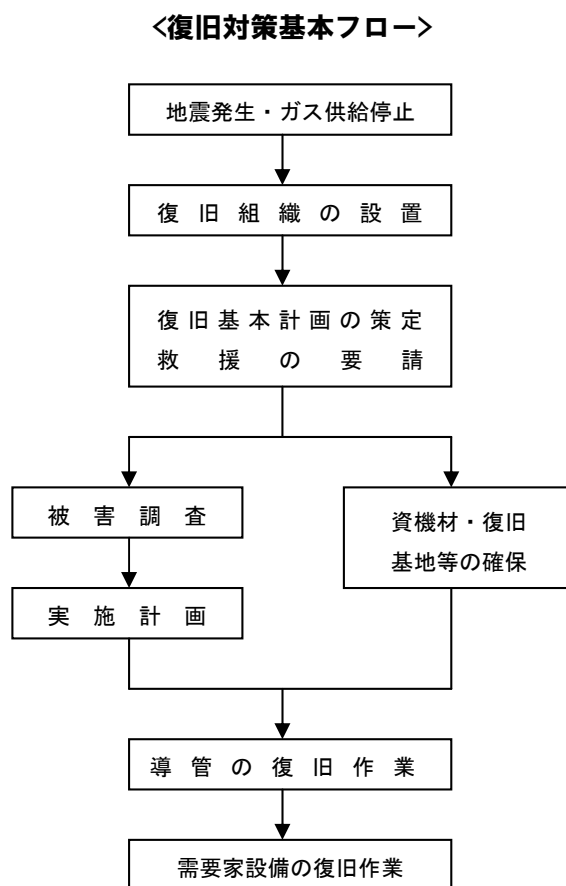 <復旧対策基本フロー>
地震発生・ガス供給停止
復旧組織の設置
復旧基本計画の策定
救援の要請
被害調査
資機材・復旧
基地等の確保
実施計画
導管の復旧作業
需要家設備の復旧作業